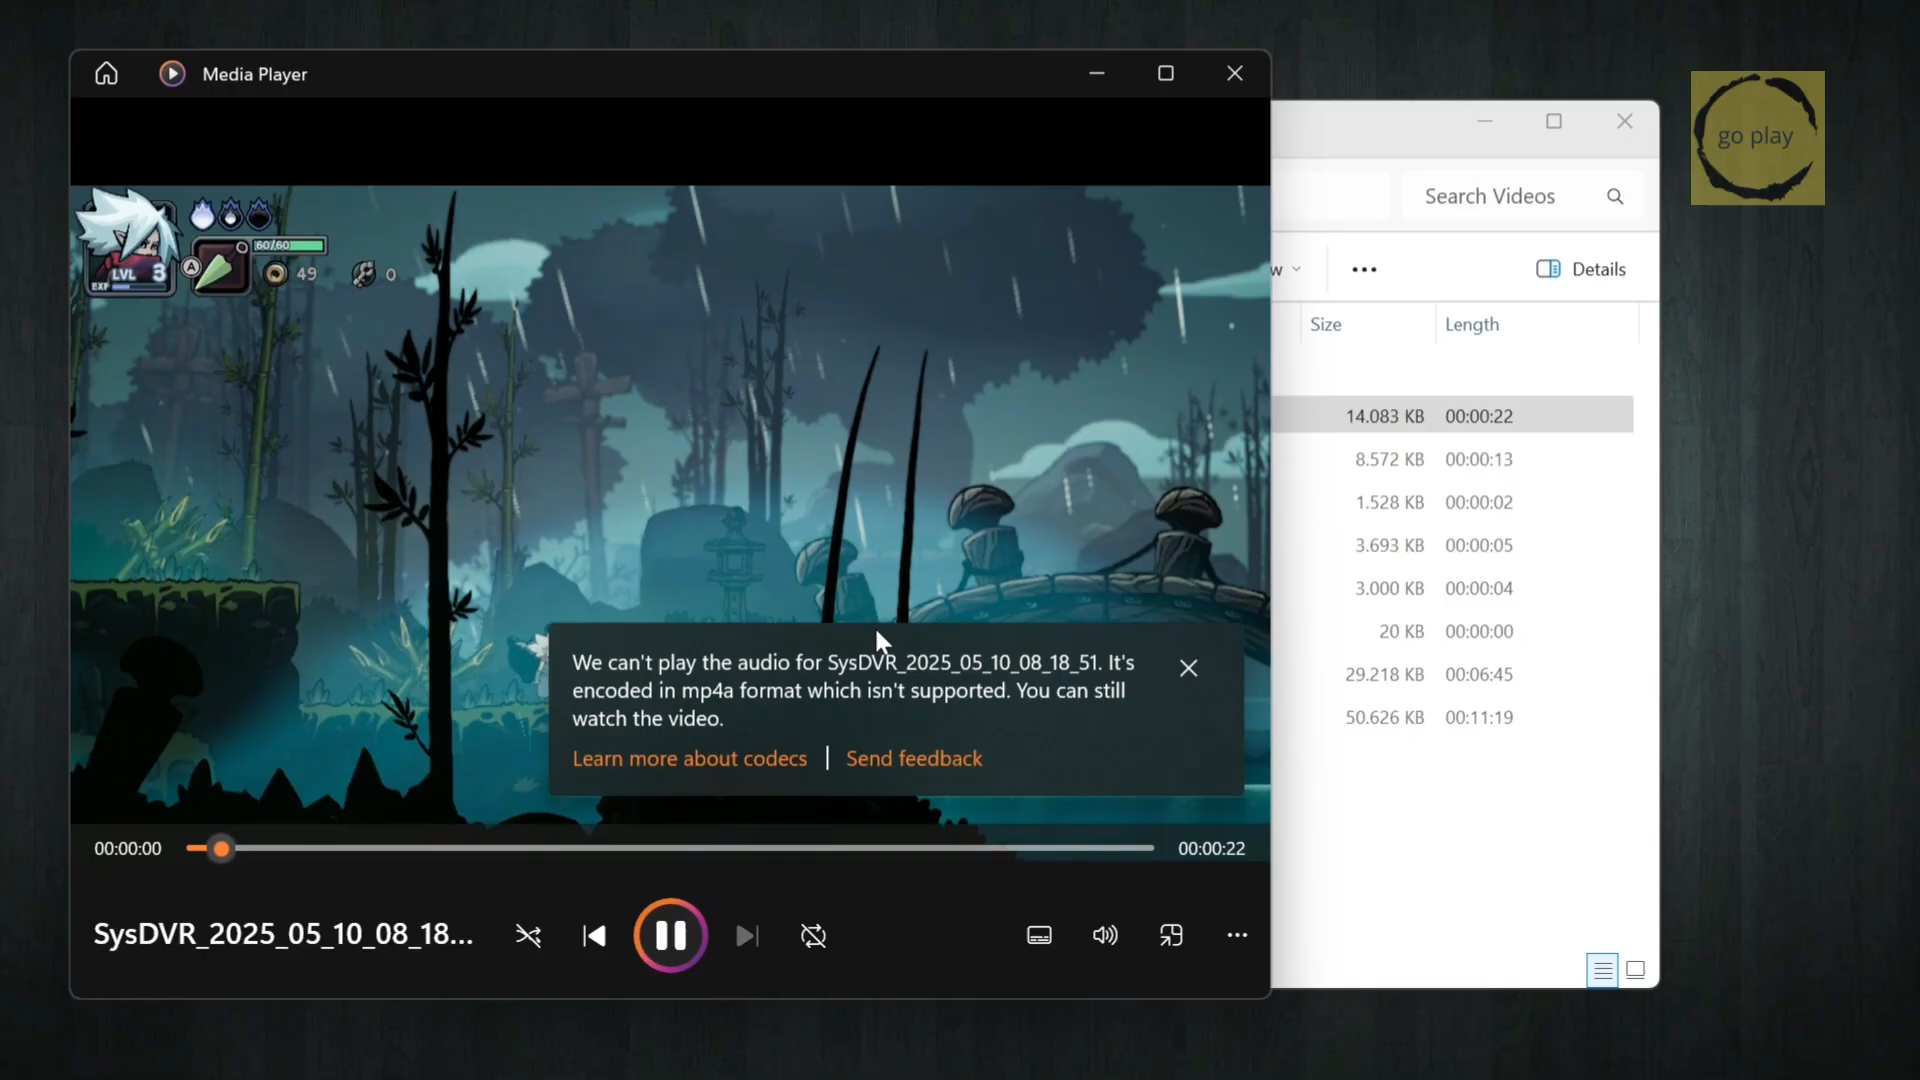 Media Player
go play
Search Videos
60/60
LVL 3
A
49
0
EXP
w
Details
Size
Length
14.083 KB 00:00:22
8.572 KB 00:00:13
1.528 KB 00:00:02
3.693 KB 00:00:05
3.000 KB 00:00:04
20 KB 00:00:00
29.218 KB 00:06:45
50.626 KB 00:11:19
We can't play the audio for SysDVR_2025_05_10_08_18_51. It's
encoded in mp4a format which isn't supported. You can still
watch the video.
Learn more about codecs | Send feedback
00:00:00
00:00:22
SysDVR_2025_05_10_08_18...